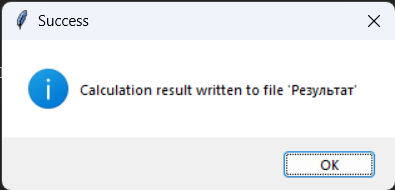 Success
Calculation result written to file 'Результат'
OK